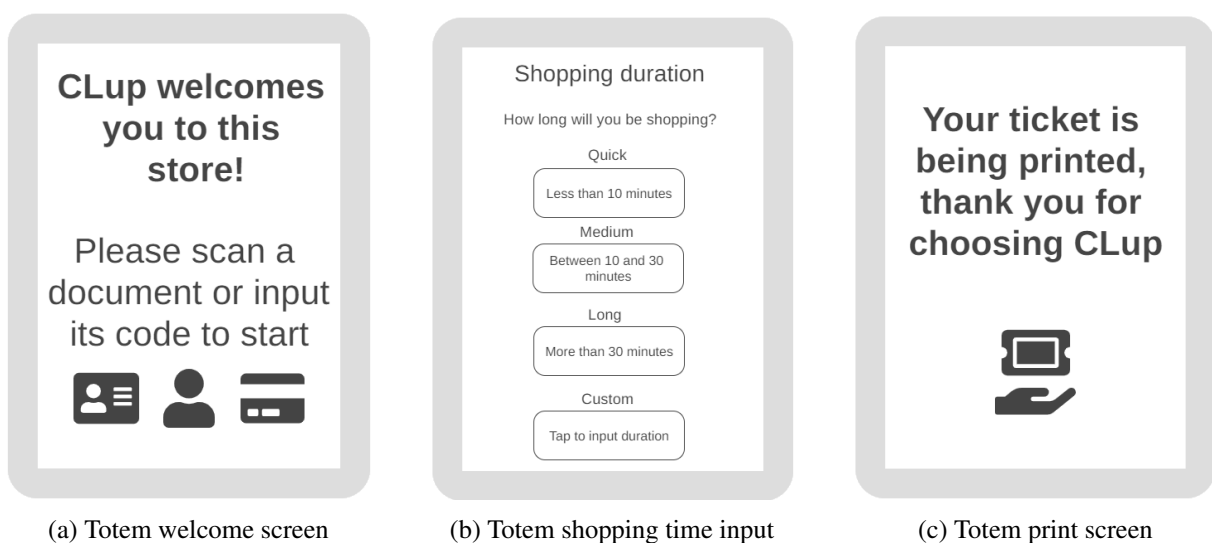 CLup welcomes
you to this
store!
Please scan a
document or input
its code to start
(a) Totem welcome screen
Shopping duration
How long will you be shopping?
Quick
Less than 10 minutes
Medium
Between 10 and 30
minutes
Long
More than 30 minutes
Custom
Tap to input duration
(b) Totem shopping time input
Your ticket is
being printed,
thank you for
choosing CLup
(c) Totem print screen